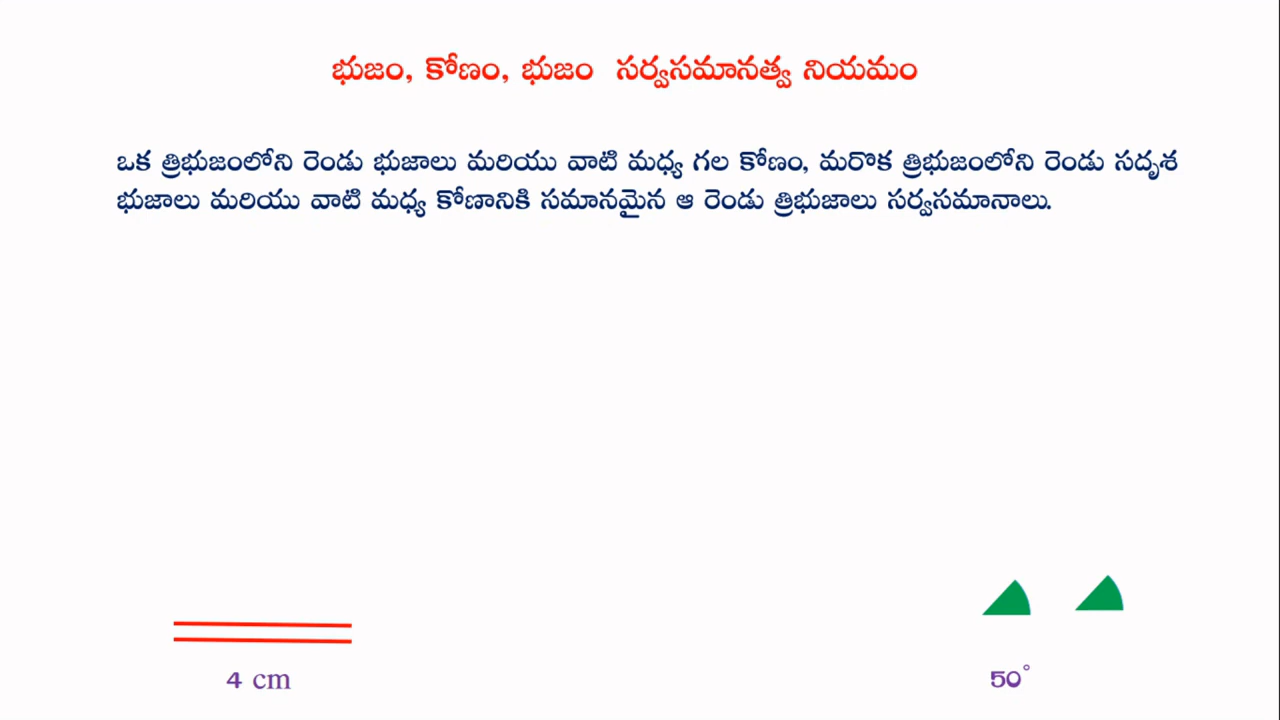 భుజం, కోణం, భుజం సర్వసమానత్వ నియమం
ఒక త్రిభుజంలోని రెండు భుజాలు మరియు వాటి మధ్య గల కోణం, మరొక త్రిభుజంలోని రెండు సదృశ
భుజాలు మరియు వాటి మధ్య కోణానికి సమానమైన ఆ రెండు త్రిభుజాలు సర్వసమానాలు.
4 cm
50°